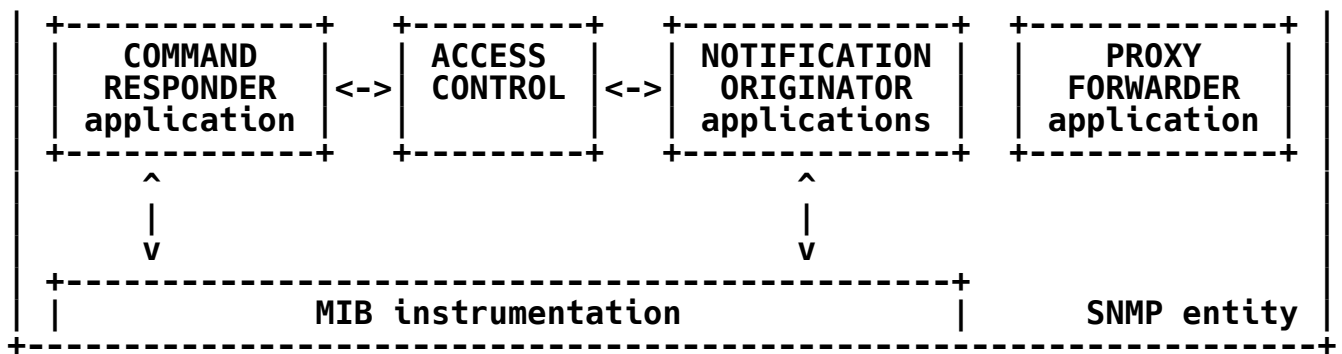 |  +-------------+    +---------+    +--------------+  +-------------+ |
|  |   COMMAND   |    | ACCESS  |    | NOTIFICATION |  |    PROXY    | |
|  |  RESPONDER  |<->| CONTROL |<->|  ORIGINATOR  |  |  FORWARDER  | |
|  | application |    |         |    | applications |  | application | |
|  +-------------+    +---------+    +--------------+  +-------------+ |
|       ^                                  ^                           |
|       |                                  |                           |
|       v                                  v                           |
|  +----------------------------------------------+                    |
|  |             MIB instrumentation              |      SNMP entity |
+--------------------------------------------------------------------+